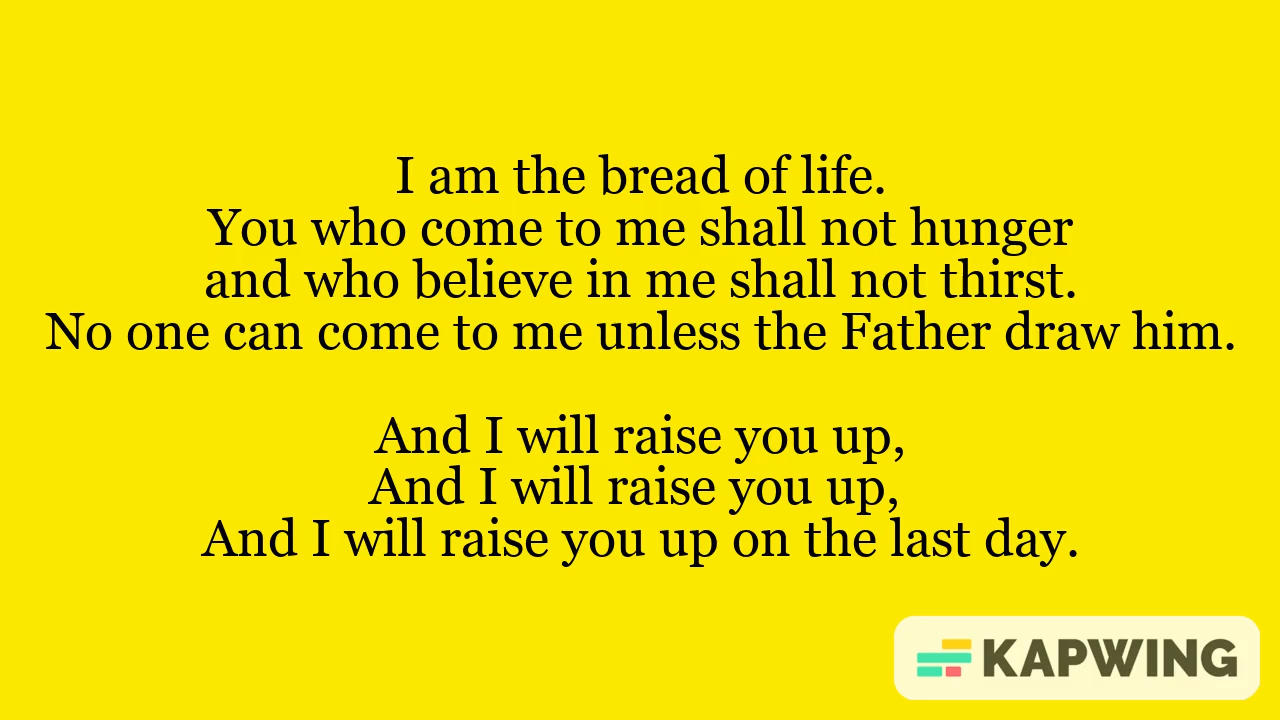 I am the bread of life.
You who come to me shall not hunger
and who believe in me shall not thirst.
No one can come to me unless the Father draw him.
And I will raise you up,
And I will raise you up,
And I will raise you up on the last day.
KAPWING